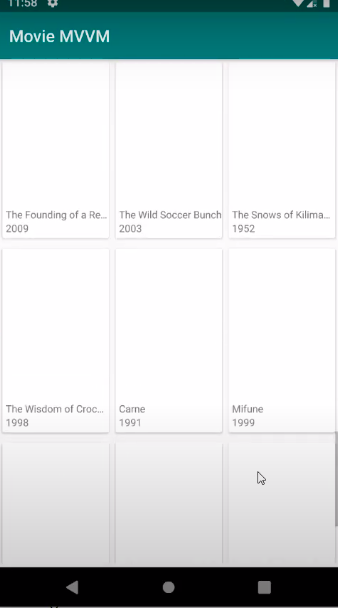 11:58
Movie MVVM
The Founding of a Re...
The Wild Soccer Bunch
The Snows of Kilima...
2009
2003
1952
The Wisdom of Croc...
Carne
Mifune
1998
1991
1999